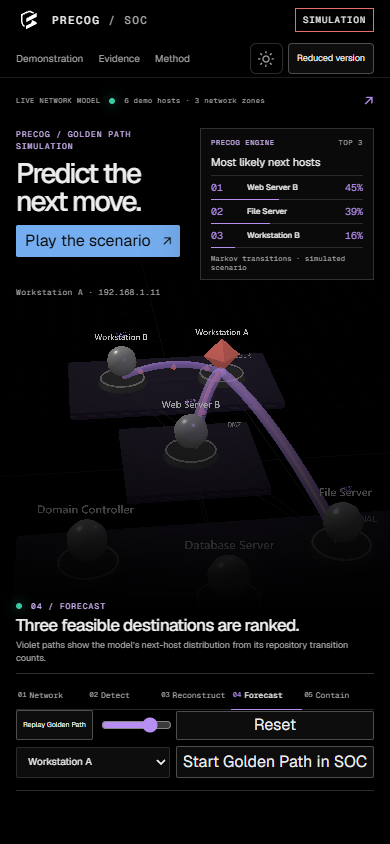 PRECOG / SOC
SIMULATION
Demonstration
Evidence
Method
Reduced version
LIVE NETWORK MODEL
6 demo hosts · 3 network zones
PRECOG / GOLDEN PATH
SIMULATION
Predict the
next move.
Play the scenario
PRECOG ENGINE
TOP 3
Most likely next hosts
01 Web Server B 45%
02 File Server 39%
03 Workstation B 16%
Markov transitions · simulated
scenario
Workstation A · 192.168.1.11
Workstation B
Workstation A
Web Server B
DMZ
File Server
Domain Controller
Database Server
04 / FORECAST
Three feasible destinations are ranked.
Violet paths show the model's next-host distribution from its repository transition
counts.
01 Network
02 Detect
03 Reconstruct
04 Forecast
05 Contain
Replay Golden Path
Reset
Workstation A
Start Golden Path in SOC